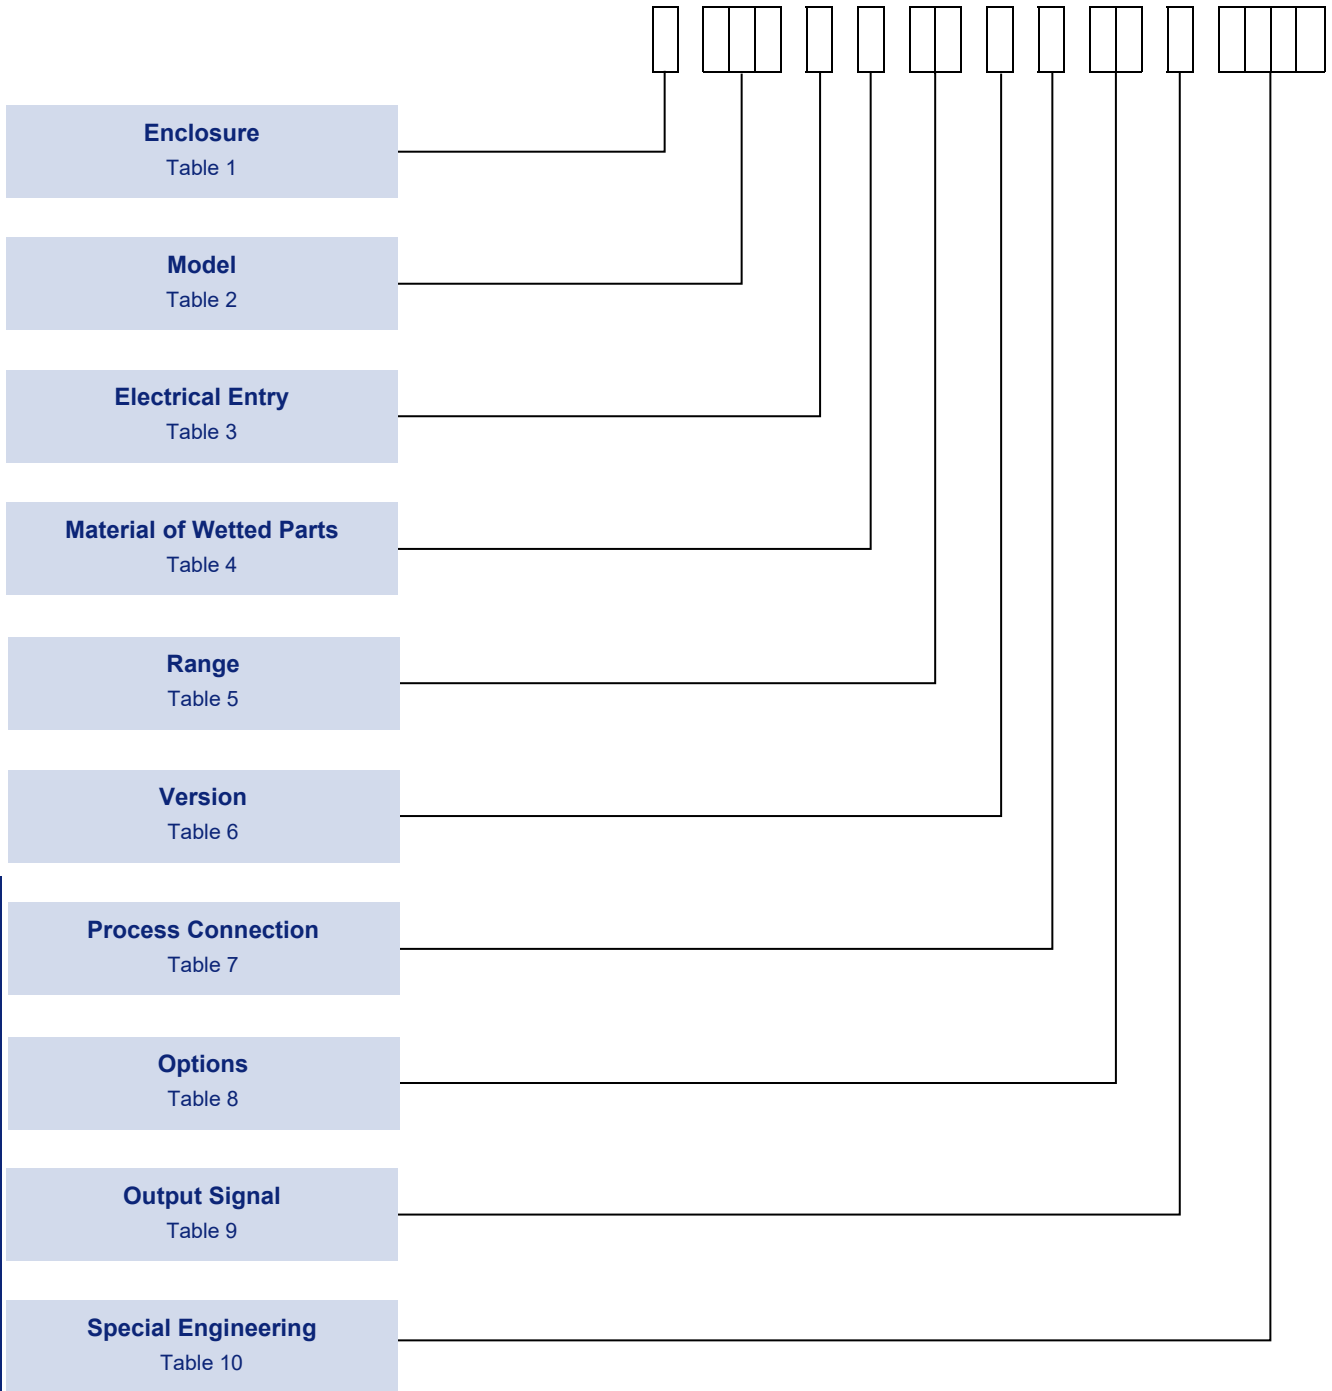 Enclosure
Table 1
Model
Table 2
Electrical Entry
Table 3
Material of Wetted Parts
Table 4
Range
Table 5
Version
Table 6
Process Connection
Table 7
Options
Table 8
Output Signal
Table 9
Special Engineering
Table 10